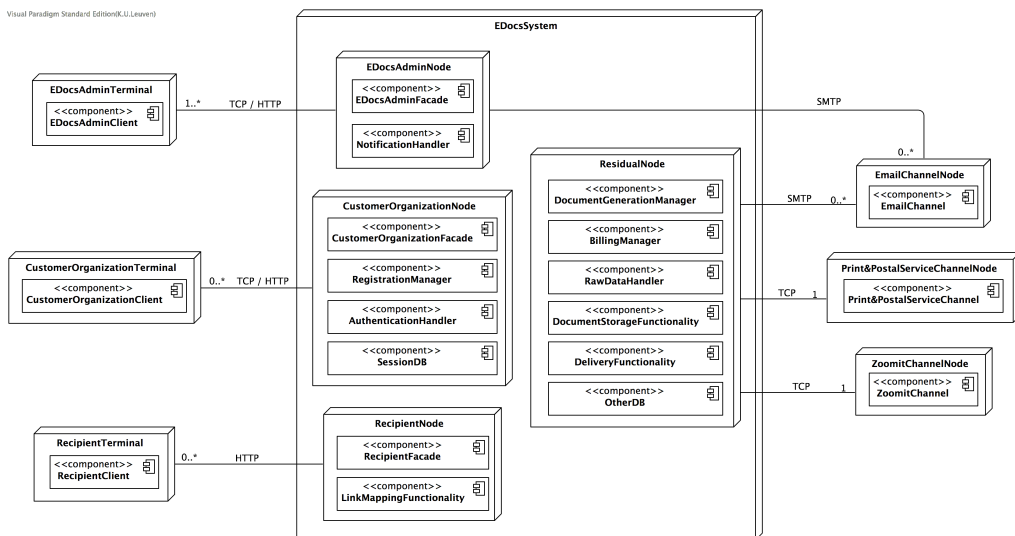 Visual Paradigm Standard Edition(K.U.Leuven)
EDocsSystem
EDocsAdminTerminal
<<component>>
EDocsAdminClient
1..*
TCP / HTTP
EDocsAdminNode
<<component>>
EDocsAdminFacade
<<component>>
NotificationHandler
SMTP
0..*
EmailChannelNode
<<component>>
EmailChannel
CustomerOrganizationTerminal
<<component>>
CustomerOrganizationClient
0..*
TCP / HTTP
CustomerOrganizationNode
<<component>>
CustomerOrganizationFacade
<<component>>
RegistrationManager
<<component>>
AuthenticationHandler
<<component>>
SessionDB
ResidualNode
<<component>>
DocumentGenerationManager
<<component>>
BillingManager
<<component>>
RawDataHandler
<<component>>
DocumentStorageFunctionality
<<component>>
DeliveryFunctionality
<<component>>
OtherDB
SMTP
0..*
TCP
1
Print&PostalServiceChannelNode
<<component>>
Print&PostalServiceChannel
TCP
1
ZoomitChannelNode
<<component>>
ZoomitChannel
RecipientTerminal
<<component>>
RecipientClient
0..*
HTTP
RecipientNode
<<component>>
RecipientFacade
<<component>>
LinkMappingFunctionality